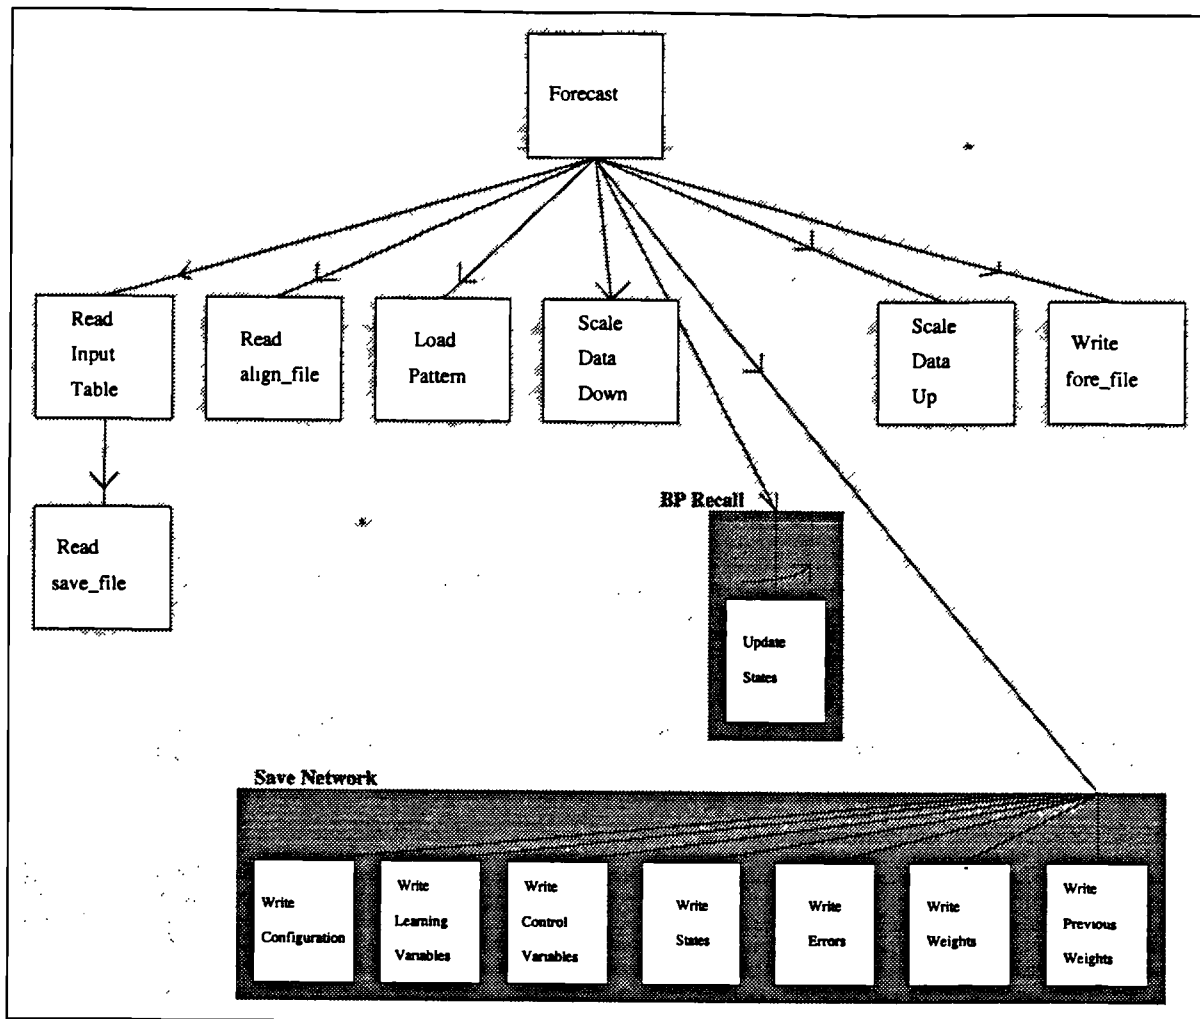 Forecast
Read
Input
Table
Read
align_file
Load
Pattern
Scale
Data
Down
Scale
Data
Up
Write
fore_file
Read
save_file
BP Recall
Update
States
Save Network
Write
Configuration
Write
Learning
Variables
Write
Control
Variables
Write
States
Write
Errors
Write
Weights
Write
Previous
Weights